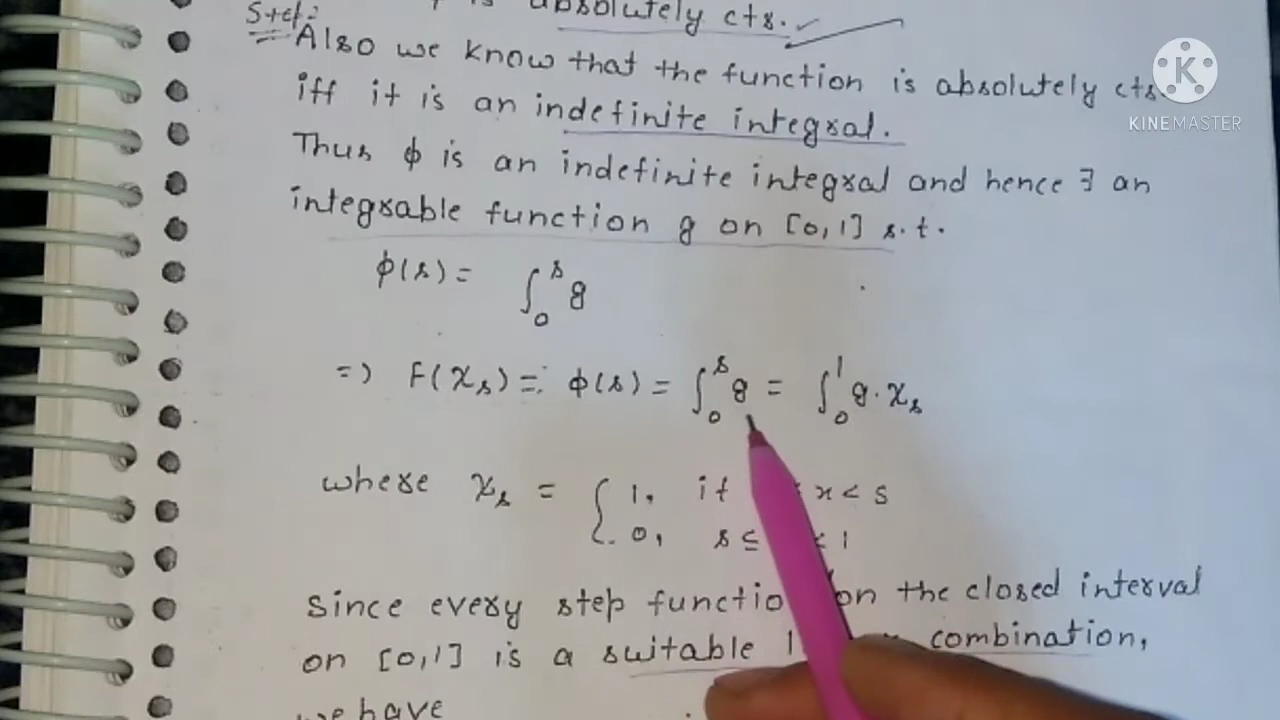 is absolutely cts.
Step:
Also we know that the function is absolutely cts
iff it is an indefinite integral.
Thus ϕ is an indefinite integral and hence ∃ an
integrable function g on [0,1] s.t.
ϕ(s) = ∫₀ˢ g
=> F(χₛ) = ϕ(s) = ∫₀ˢ g = ∫₀¹ g·χₛ
where χₛ = { 1, if x < s
0, s ≤ < 1
Since every step function on the closed interval
on [0,1] is a suitable combination,
we have
K
KINEMASTER